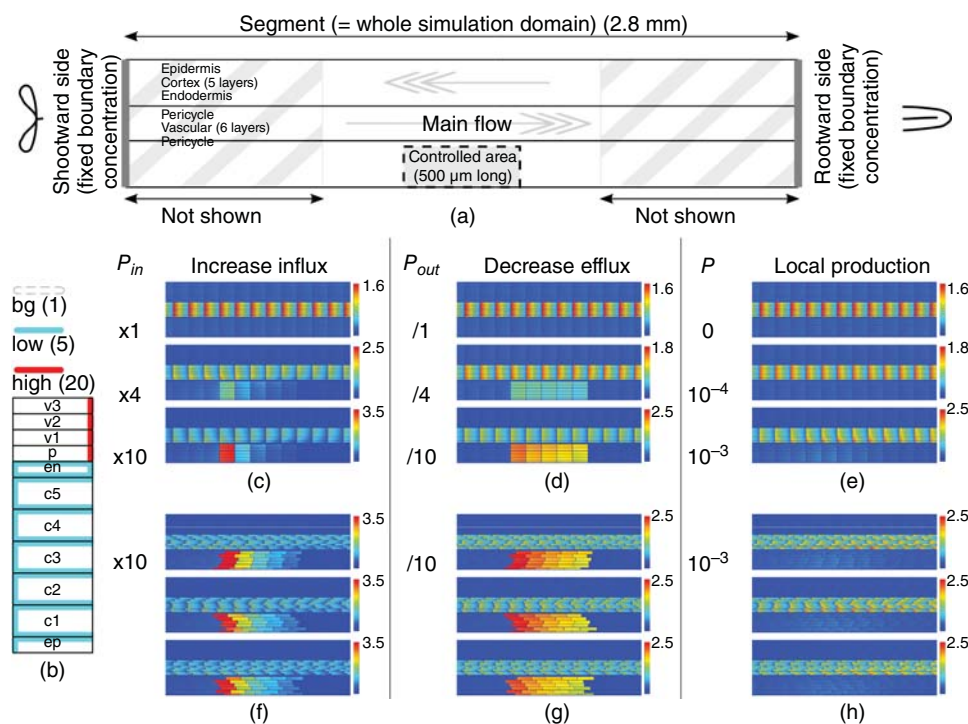 Segment (= whole simulation domain) (2.8 mm)
Shootward side
(fixed boundary
concentration)
Epidermis
Cortex (5 layers)
Endodermis
Pericycle
Vascular (6 layers)
Pericycle
Main flow
Controlled area
(500 µm long)
Rootward side
(fixed boundary
concentration)
Not shown
Not shown
(a)
bg (1)
low (5)
high (20)
v3
v2
v1
p
en
c5
c4
c3
c2
c1
ep
(b)
P_in Increase influx
x1 1.6
x4 2.5
x10 3.5
(c)
P_out Decrease efflux
/1 1.6
/4 1.8
/10 2.5
(d)
P Local production
0 1.6
10⁻⁴ 1.8
10⁻³ 2.5
(e)
x10 3.5
3.5
3.5
(f)
/10 2.5
2.5
2.5
(g)
10⁻³ 2.5
2.5
2.5
(h)